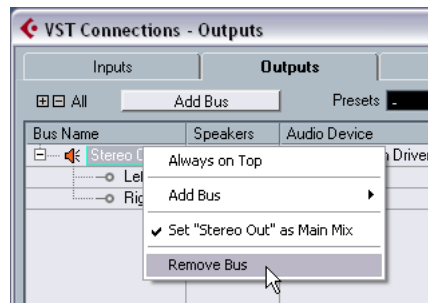 VST Connections - Outputs
Inputs Outputs
All Add Bus Presets -
Bus Name Speakers Audio Device
Stereo
Always on Top
Add Bus
Set "Stereo Out" as Main Mix
Remove Bus